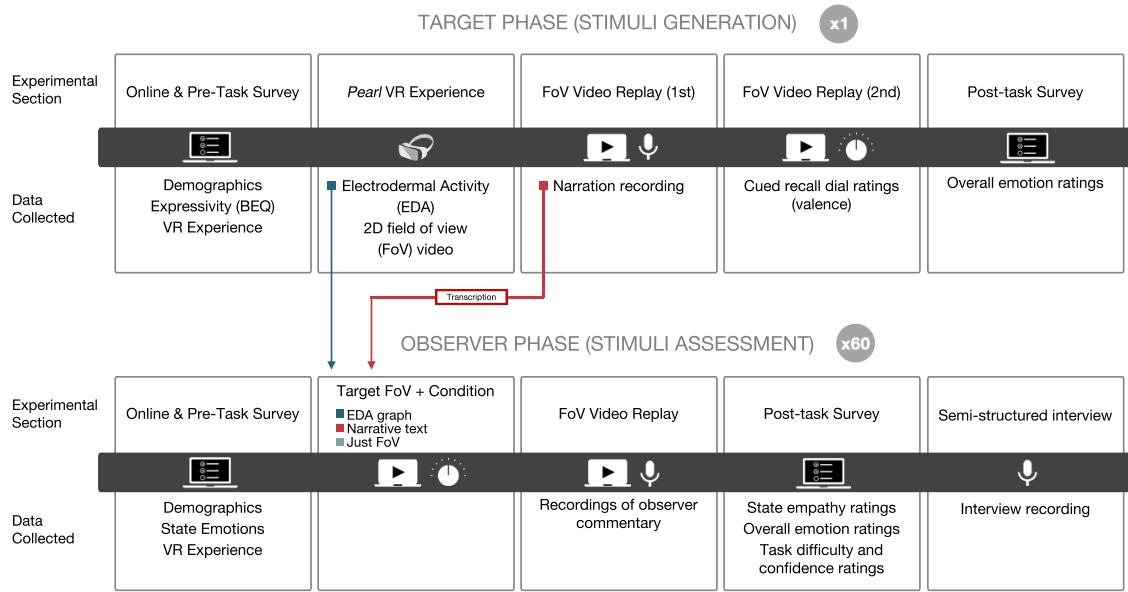 TARGET PHASE (STIMULI GENERATION)
x1
Experimental
Section
Online & Pre-Task Survey
Pearl VR Experience
FoV Video Replay (1st)
FoV Video Replay (2nd)
Post-task Survey
Data
Collected
Demographics
Expressivity (BEQ)
VR Experience
Electrodermal Activity
(EDA)
2D field of view
(FoV) video
Narration recording
Cued recall dial ratings
(valence)
Overall emotion ratings
Transcription
OBSERVER PHASE (STIMULI ASSESSMENT)
x60
Experimental
Section
Online & Pre-Task Survey
Target FoV + Condition
EDA graph
Narrative text
Just FoV
FoV Video Replay
Post-task Survey
Semi-structured interview
Data
Collected
Demographics
State Emotions
VR Experience
Recordings of observer
commentary
State empathy ratings
Overall emotion ratings
Task difficulty and
confidence ratings
Interview recording